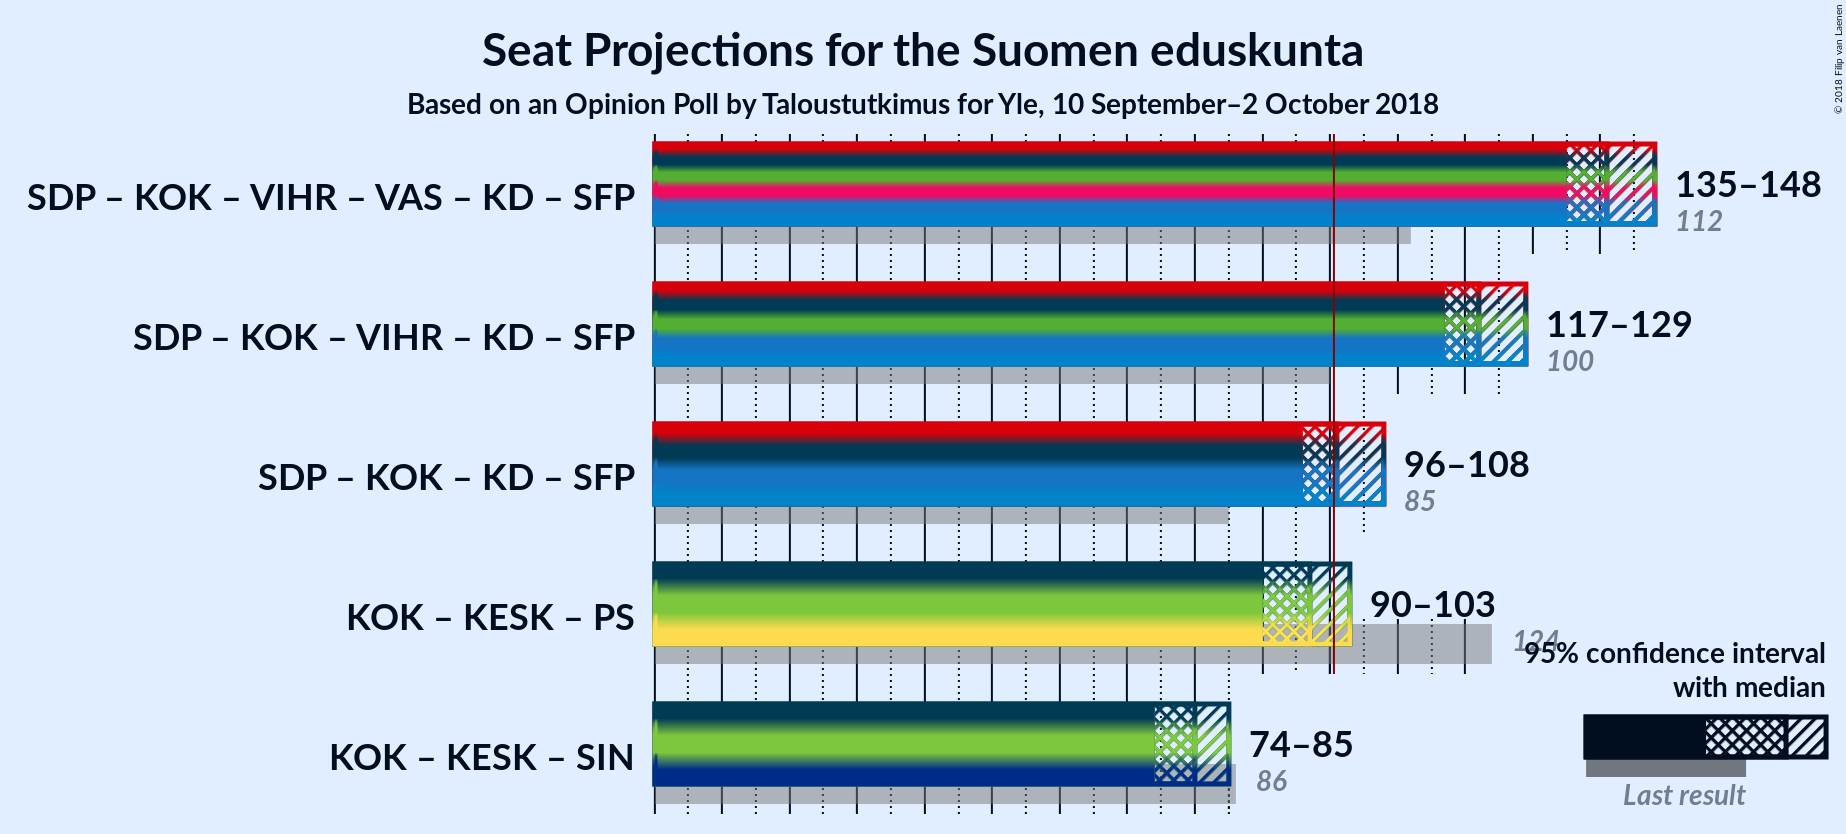 Seat Projections for the Suomen eduskunta
Based on an Opinion Poll by Taloustutkimus for Yle, 10 September–2 October 2018
© 2018 Filip van Laenen
SDP – KOK – VIHR – VAS – KD – SFP
135–148
112
SDP – KOK – VIHR – KD – SFP
117–129
100
SDP – KOK – KD – SFP
96–108
85
KOK – KESK – PS
90–103
124
KOK – KESK – SIN
74–85
86
95% confidence interval
with median
Last result